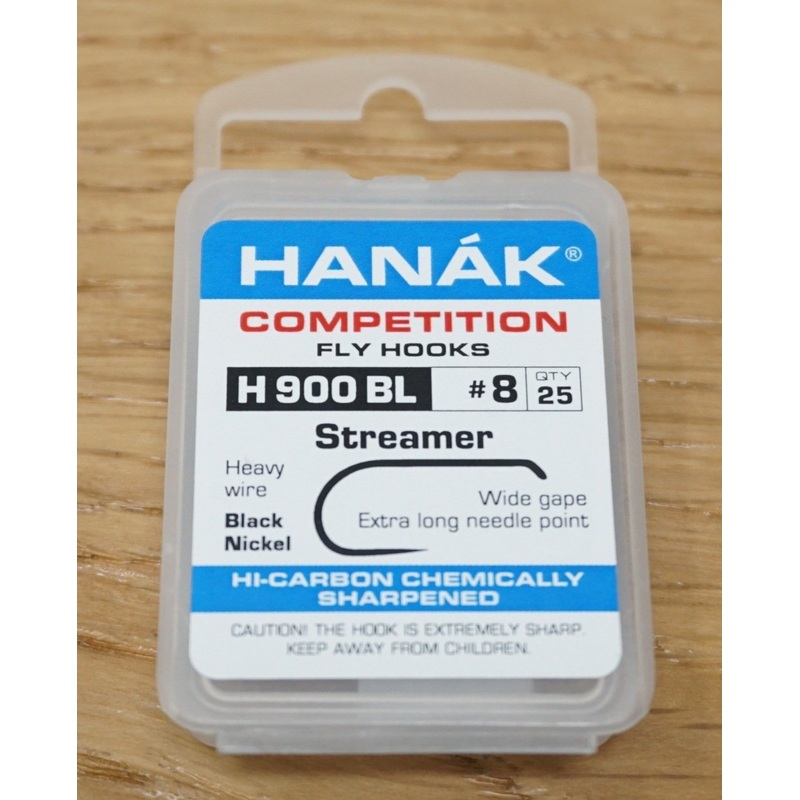 HANÁK®
COMPETITION
FLY HOOKS
H 900 BL #8 QTY 25
Streamer
Heavy wire
Black Nickel
Wide gape
Extra long needle point
HI-CARBON CHEMICALLY
SHARPENED
CAUTION! THE HOOK IS EXTREMELY SHARP.
KEEP AWAY FROM CHILDREN.